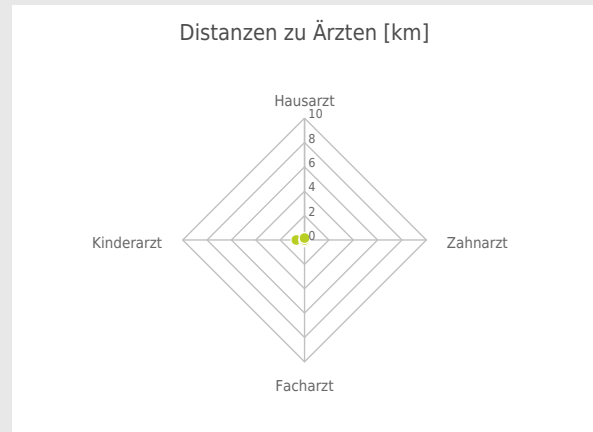 Distanzen zu Ärzten [km]
Hausarzt
10
8
6
4
2
0
Kinderarzt
Zahnarzt
Facharzt